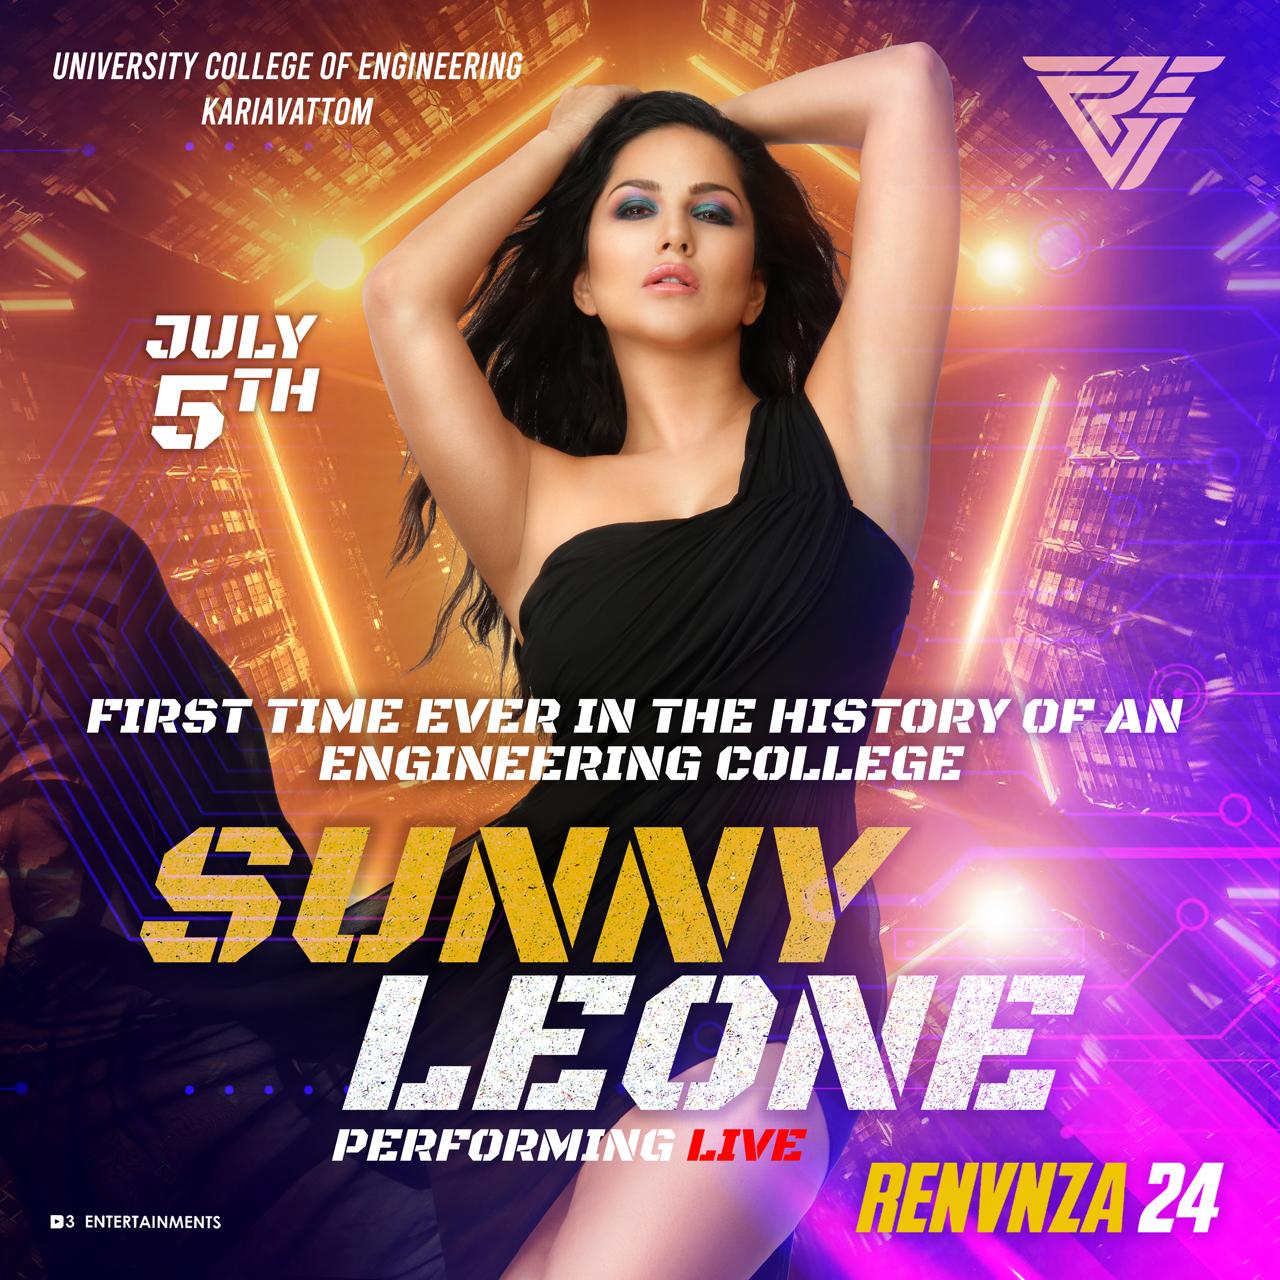 UNIVERSITY COLLEGE OF ENGINEERING
KARIAVATTOM
JULY
5TH
FIRST TIME EVER IN THE HISTORY OF AN
ENGINEERING COLLEGE
SUNNY
LEONE
PERFORMING LIVE
RENVNZA 24
D3 ENTERTAINMENTS